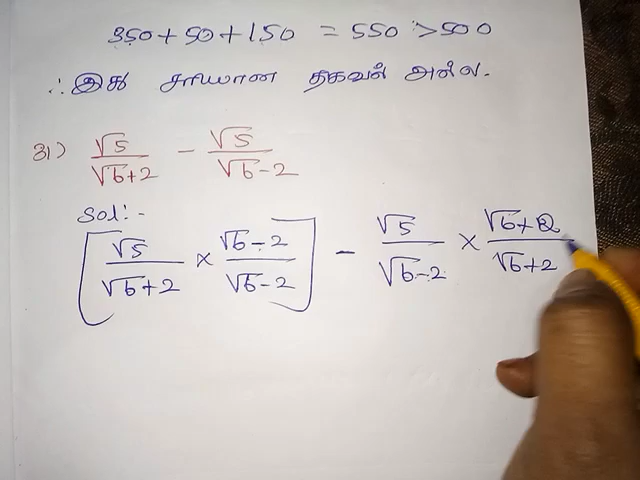 350 + 50 + 150 = 550 > 500
∴ இது சரியான தகவல் அல்ல.
31) √5/(√6+2) − √5/(√6−2)
Sol:-
[√5/(√6+2) × (√6−2)/(√6−2)] − √5/(√6−2) × (√6+2)/(√6+2)